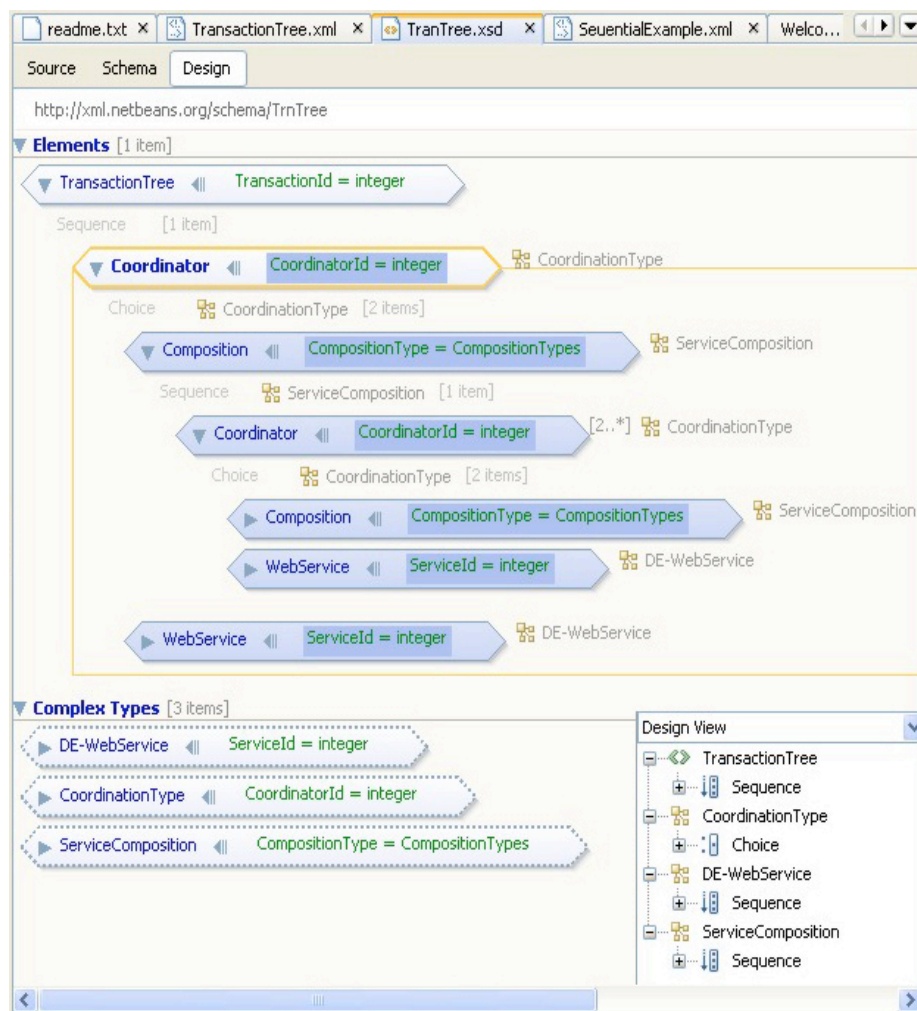 readme.txt × TransactionTree.xml × TranTree.xsd × SeuentialExample.xml × Welco...
Source Schema Design
http://xml.netbeans.org/schema/TrnTree
Elements [1 item]
TransactionTree TransactionId = integer
Sequence [1 item]
Coordinator CoordinatorId = integer CoordinationType
Choice CoordinationType [2 items]
Composition CompositionType = CompositionTypes ServiceComposition
Sequence ServiceComposition [1 item]
Coordinator CoordinatorId = integer [2..*] CoordinationType
Choice CoordinationType [2 items]
Composition CompositionType = CompositionTypes ServiceComposition
WebService ServiceId = integer DE-WebService
WebService ServiceId = integer DE-WebService
Complex Types [3 items]
DE-WebService ServiceId = integer
CoordinationType CoordinatorId = integer
ServiceComposition CompositionType = CompositionTypes
Design View
TransactionTree
Sequence
CoordinationType
Choice
DE-WebService
Sequence
ServiceComposition
Sequence